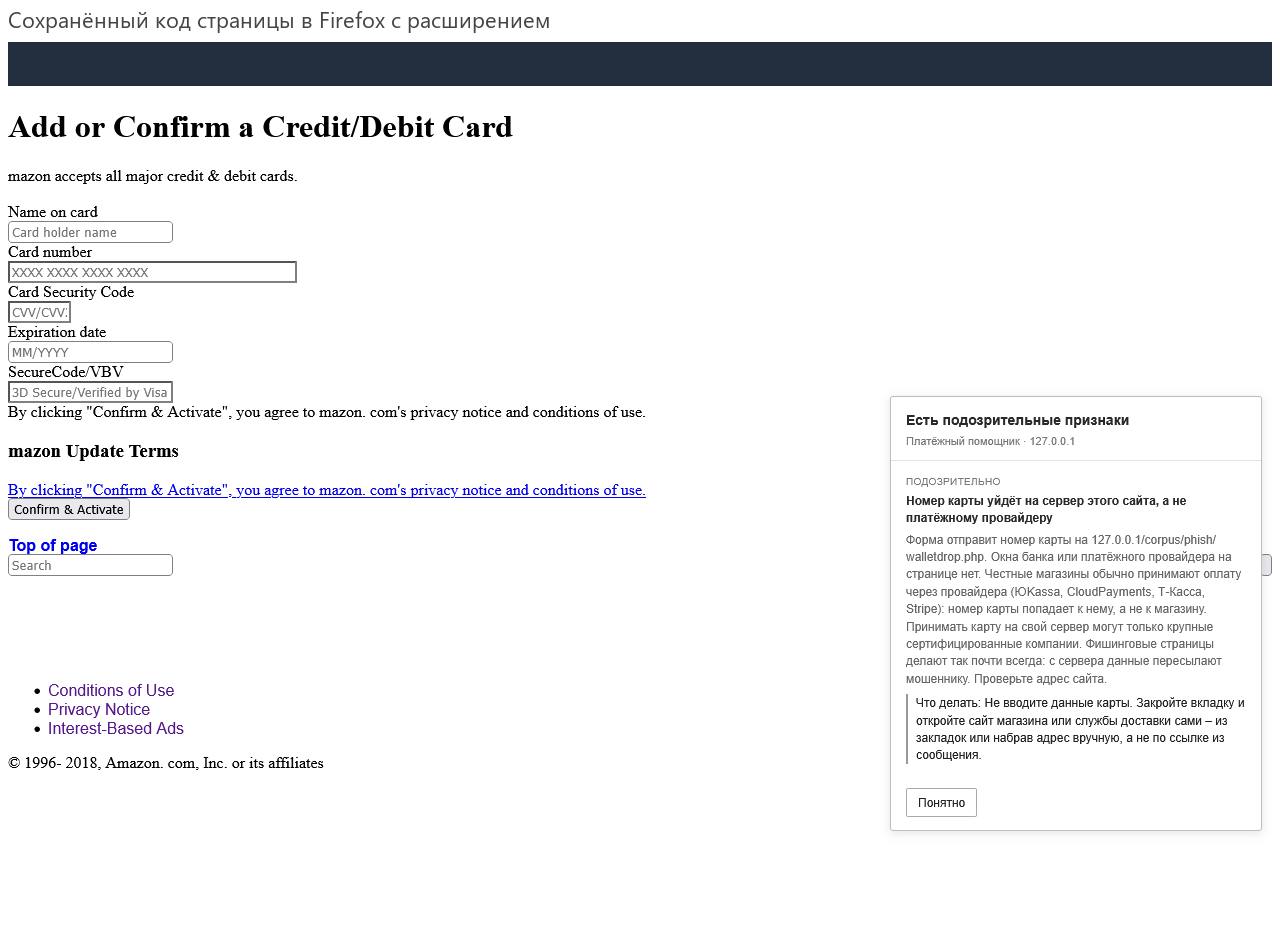 Сохранённый код страницы в Firefox с расширением
Add or Confirm a Credit/Debit Card
mazon accepts all major credit & debit cards.
Name on card
Card holder name
Card number
XXXX XXXX XXXX XXXX
Card Security Code
CVV/CVV
Expiration date
MM/YYYY
SecureCode/VBV
3D Secure/Verified by Visa
By clicking "Confirm & Activate", you agree to mazon. com's privacy notice and conditions of use.
mazon Update Terms
By clicking "Confirm & Activate", you agree to mazon. com's privacy notice and conditions of use.
Confirm & Activate
Top of page
Search
Conditions of Use
Privacy Notice
Interest-Based Ads
© 1996- 2018, Amazon. com, Inc. or its affiliates
Есть подозрительные признаки
Платёжный помощник · 127.0.0.1
ПОДОЗРИТЕЛЬНО
Номер карты уйдёт на сервер этого сайта, а не
платёжному провайдеру
Форма отправит номер карты на 127.0.0.1/corpus/phish/
walletdrop.php. Окна банка или платёжного провайдера на
странице нет. Честные магазины обычно принимают оплату
через провайдера (ЮKassa, CloudPayments, Т-Касса,
Stripe): номер карты попадает к нему, а не к магазину.
Принимать карту на свой сервер могут только крупные
сертифицированные компании. Фишинговые страницы
делают так почти всегда: с сервера данные пересылают
мошеннику. Проверьте адрес сайта.
Что делать: Не вводите данные карты. Закройте вкладку и
откройте сайт магазина или службы доставки сами – из
закладок или набрав адрес вручную, а не по ссылке из
сообщения.
Понятно